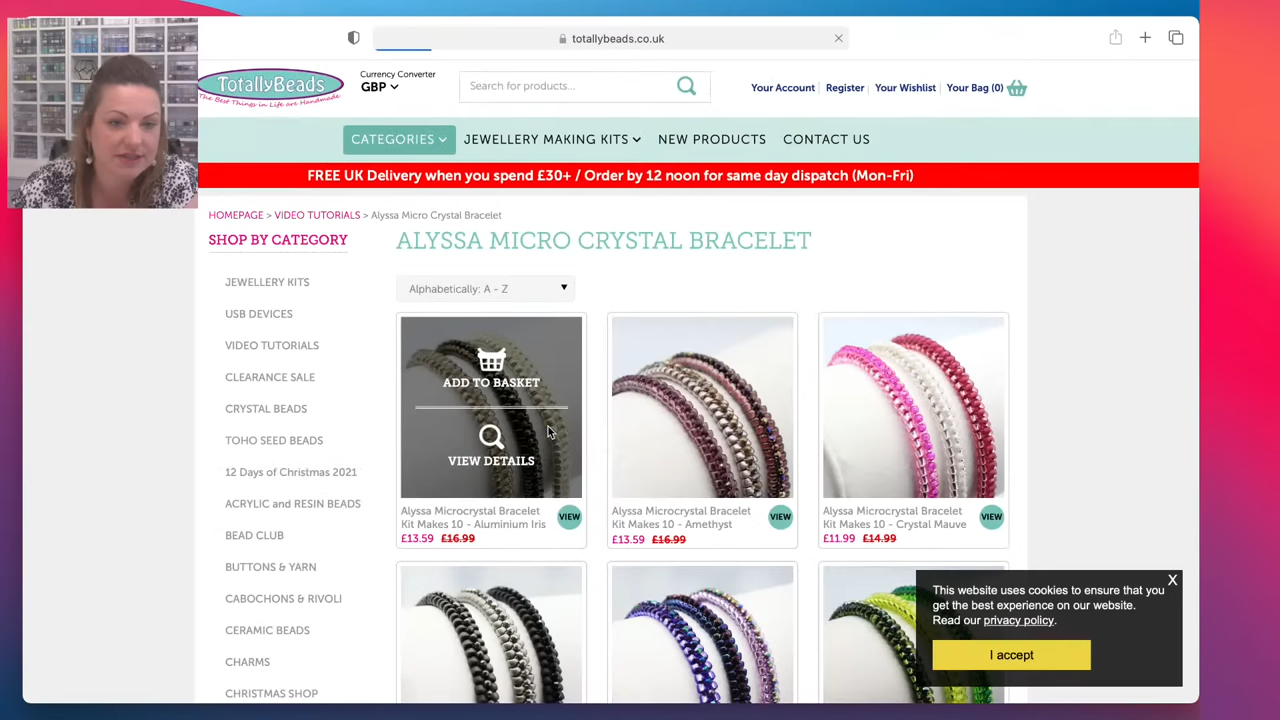 totallybeads.co.uk
TotallyBeads
The Best Things in Life are Handmade
Currency Converter
GBP
Search for products...
Your Account
Register
Your Wishlist
Your Bag (0)
CATEGORIES
JEWELLERY MAKING KITS
NEW PRODUCTS
CONTACT US
FREE UK Delivery when you spend £30+ / Order by 12 noon for same day dispatch (Mon-Fri)
HOMEPAGE > VIDEO TUTORIALS > Alyssa Micro Crystal Bracelet
SHOP BY CATEGORY
JEWELLERY KITS
USB DEVICES
VIDEO TUTORIALS
CLEARANCE SALE
CRYSTAL BEADS
TOHO SEED BEADS
12 Days of Christmas 2021
ACRYLIC and RESIN BEADS
BEAD CLUB
BUTTONS & YARN
CABOCHONS & RIVOLI
CERAMIC BEADS
CHARMS
CHRISTMAS SHOP
ALYSSA MICRO CRYSTAL BRACELET
Alphabetically: A - Z
ADD TO BASKET
VIEW DETAILS
Alyssa Microcrystal Bracelet
Kit Makes 10 - Aluminium Iris
£13.59 £16.99
VIEW
Alyssa Microcrystal Bracelet
Kit Makes 10 - Amethyst
£13.59 £16.99
VIEW
Alyssa Microcrystal Bracelet
Kit Makes 10 - Crystal Mauve
£11.99 £14.99
VIEW
X
This website uses cookies to ensure that you
get the best experience on our website.
Read our privacy policy.
I accept